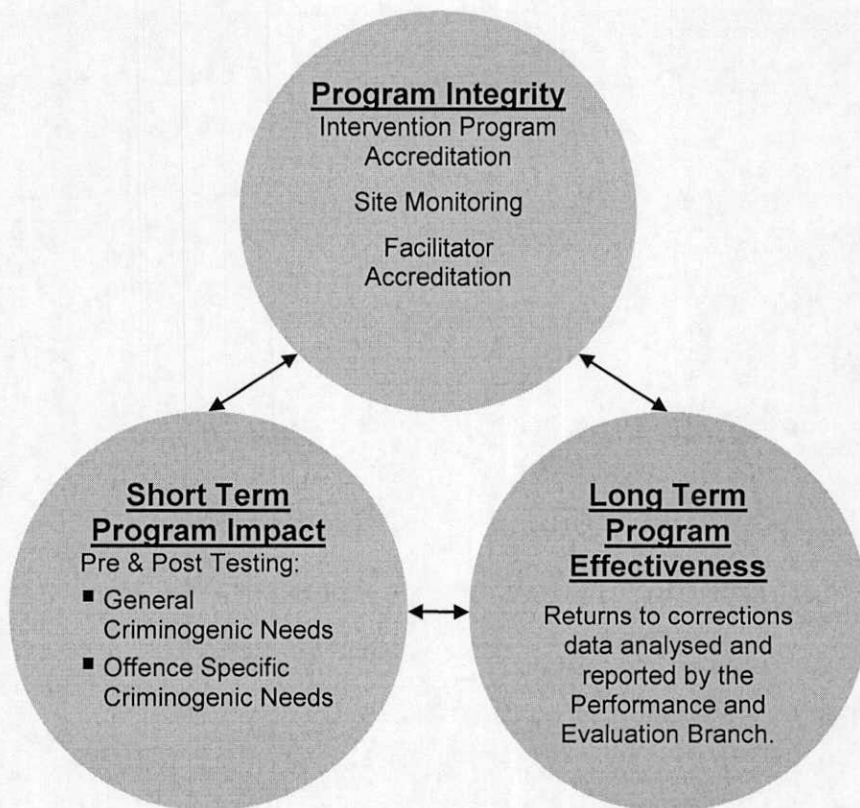 Program Integrity
Intervention Program
Accreditation
Site Monitoring
Facilitator
Accreditation
Short Term
Program Impact
Pre & Post Testing:
▪ General
Criminogenic Needs
▪ Offence Specific
Criminogenic Needs
Long Term
Program
Effectiveness
Returns to corrections
data analysed and
reported by the
Performance and
Evaluation Branch.